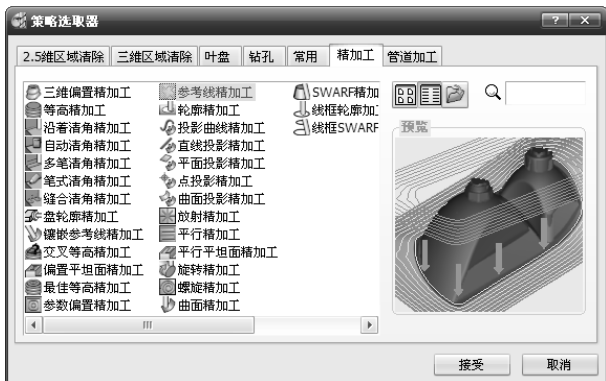 策略选取器
2.5维区域清除 三维区域清除 叶盘 钻孔 常用 精加工 管道加工
三维偏置精加工
等高精加工
沿着清角精加工
自动清角精加工
多笔清角精加工
笔式清角精加工
缝合清角精加工
盘轮廓精加工
镶嵌参考线精加工
交叉等高精加工
偏置平坦面精加工
最佳等高精加工
参数偏置精加工
参考线精加工
轮廓精加工
投影曲线精加工
直线投影精加工
平面投影精加工
点投影精加工
曲面投影精加工
放射精加工
平行精加工
平行平坦面精加工
旋转精加工
螺旋精加工
曲面精加工
SWARF精加
线框轮廓加
线框SWARF
预览
接受 取消